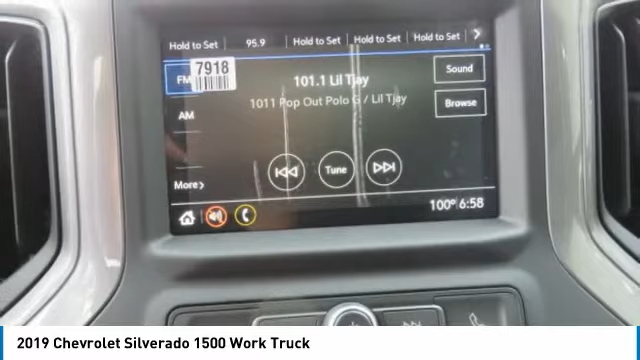 Hold to Set 95.9 Hold to Set Hold to Set Hold to Set >
FM 7918 101.1 Lil Tjay Sound
1011 Pop Out Polo G / Lil Tjay Browse
AM
Tune
More >
100° 6:58
2019 Chevrolet Silverado 1500 Work Truck